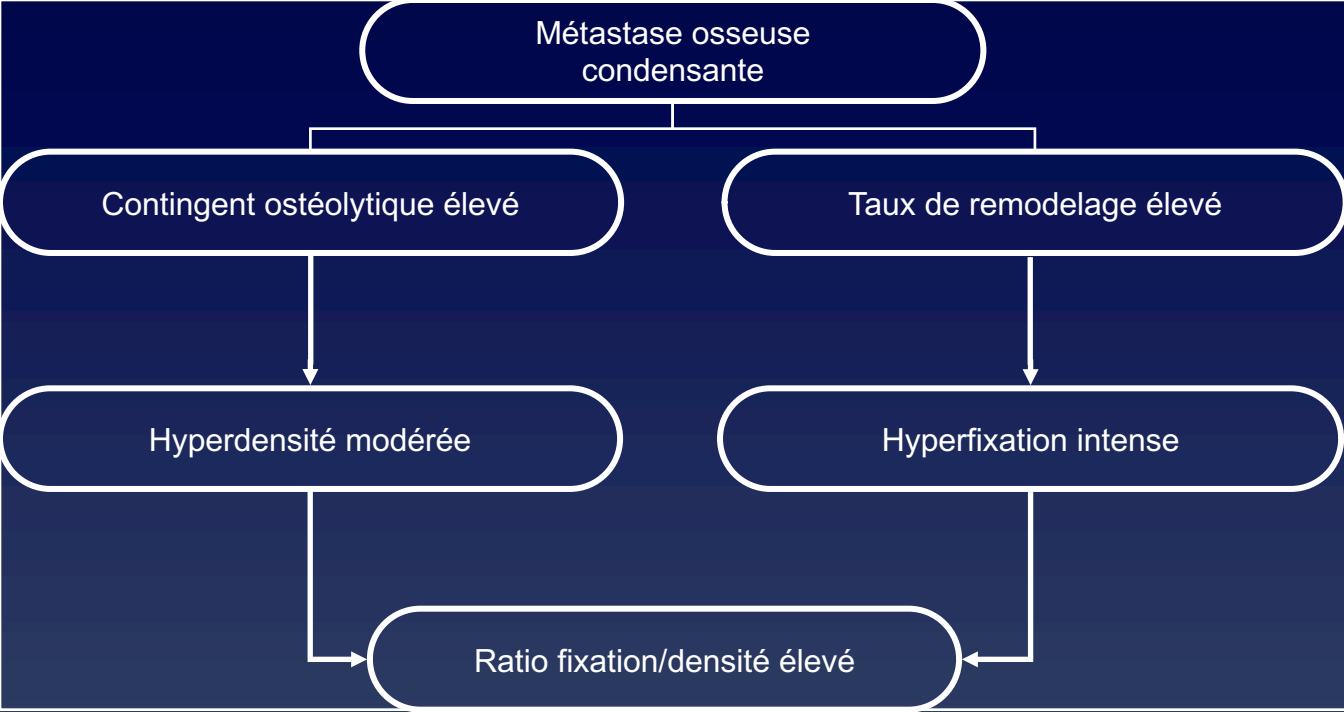 Métastase osseuse
condensante
Contingent ostéolytique élevé
Taux de remodelage élevé
Hyperdensité modérée
Hyperfixation intense
Ratio fixation/densité élevé